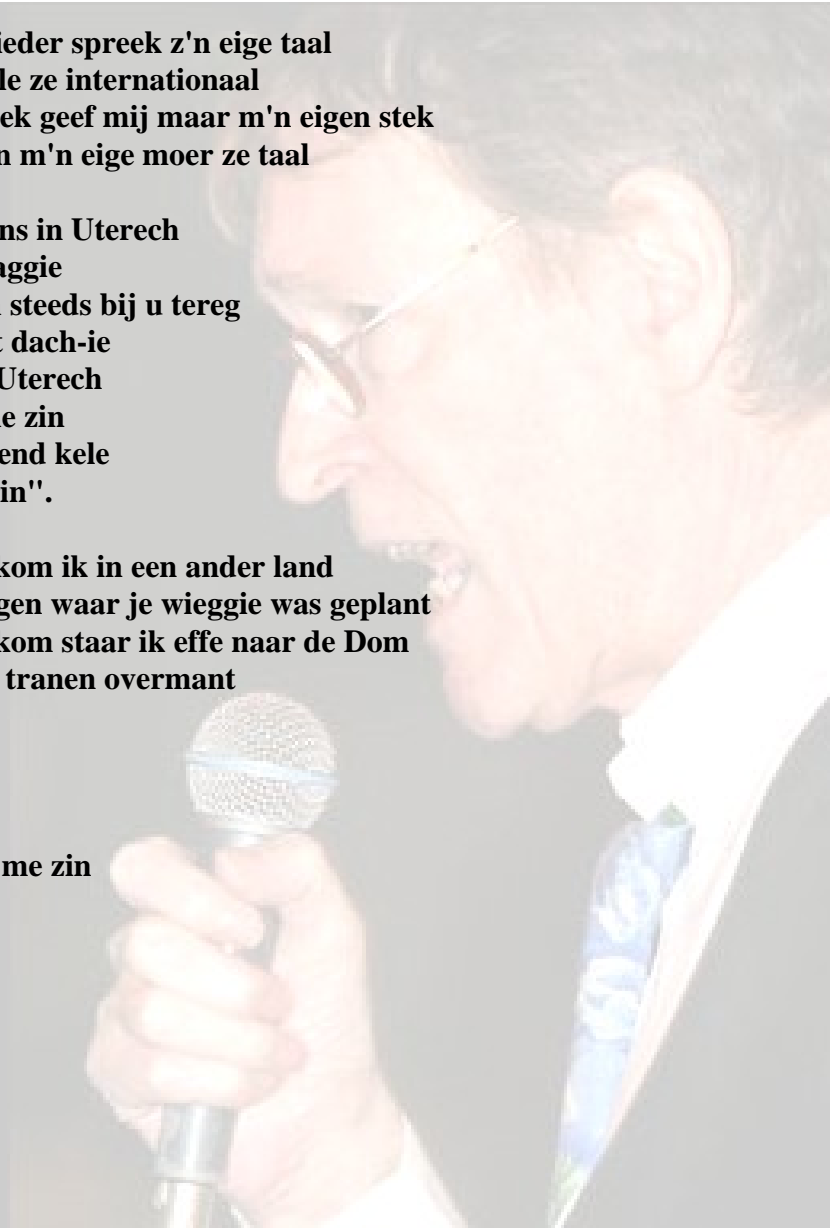 ieder spreek z'n eige taal
le ze internationaal
ek geef mij maar m'n eigen stek
n m'n eige moer ze taal
ns in Uterech
aggie
steeds bij u tereg
t dach-ie
Uterech
e zin
end kele
in".
kom ik in een ander land
gen waar je wieggie was geplant
kom staar ik effe naar de Dom
tranen overmant
me zin